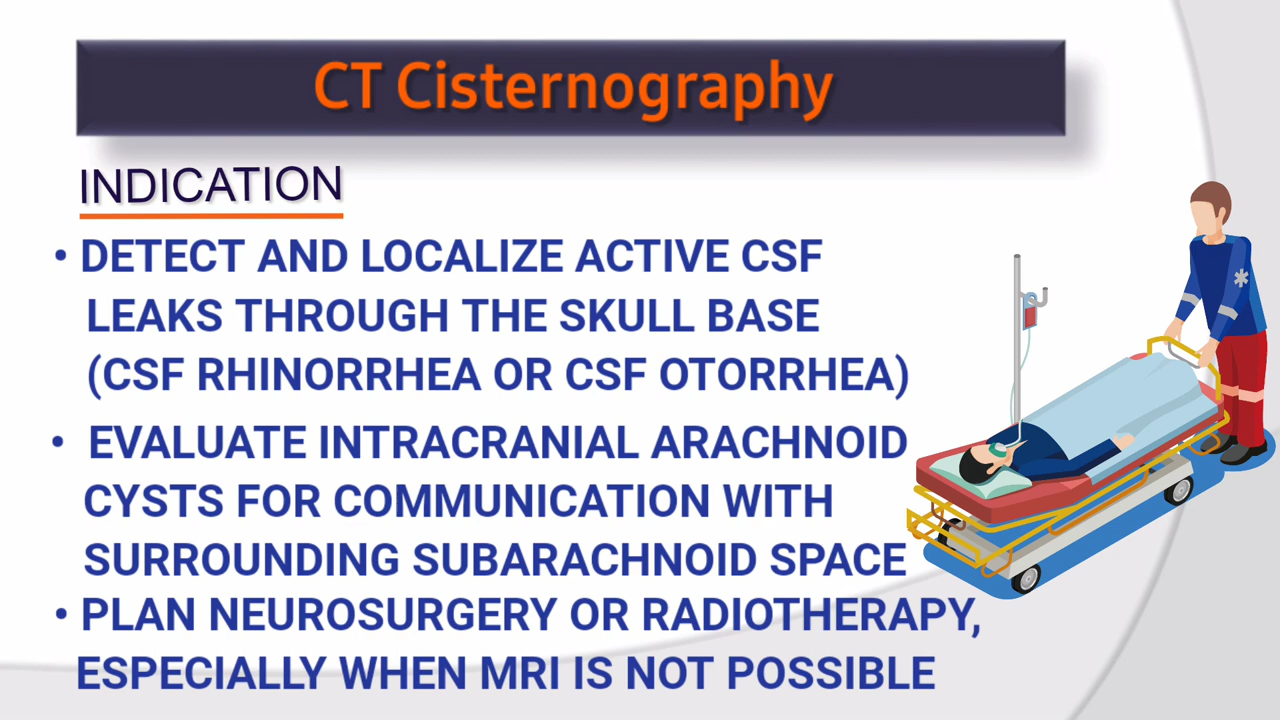 CT Cisternography
INDICATION
• DETECT AND LOCALIZE ACTIVE CSF
LEAKS THROUGH THE SKULL BASE
(CSF RHINORRHEA OR CSF OTORRHEA)
• EVALUATE INTRACRANIAL ARACHNOID
CYSTS FOR COMMUNICATION WITH
SURROUNDING SUBARACHNOID SPACE
• PLAN NEUROSURGERY OR RADIOTHERAPY,
ESPECIALLY WHEN MRI IS NOT POSSIBLE